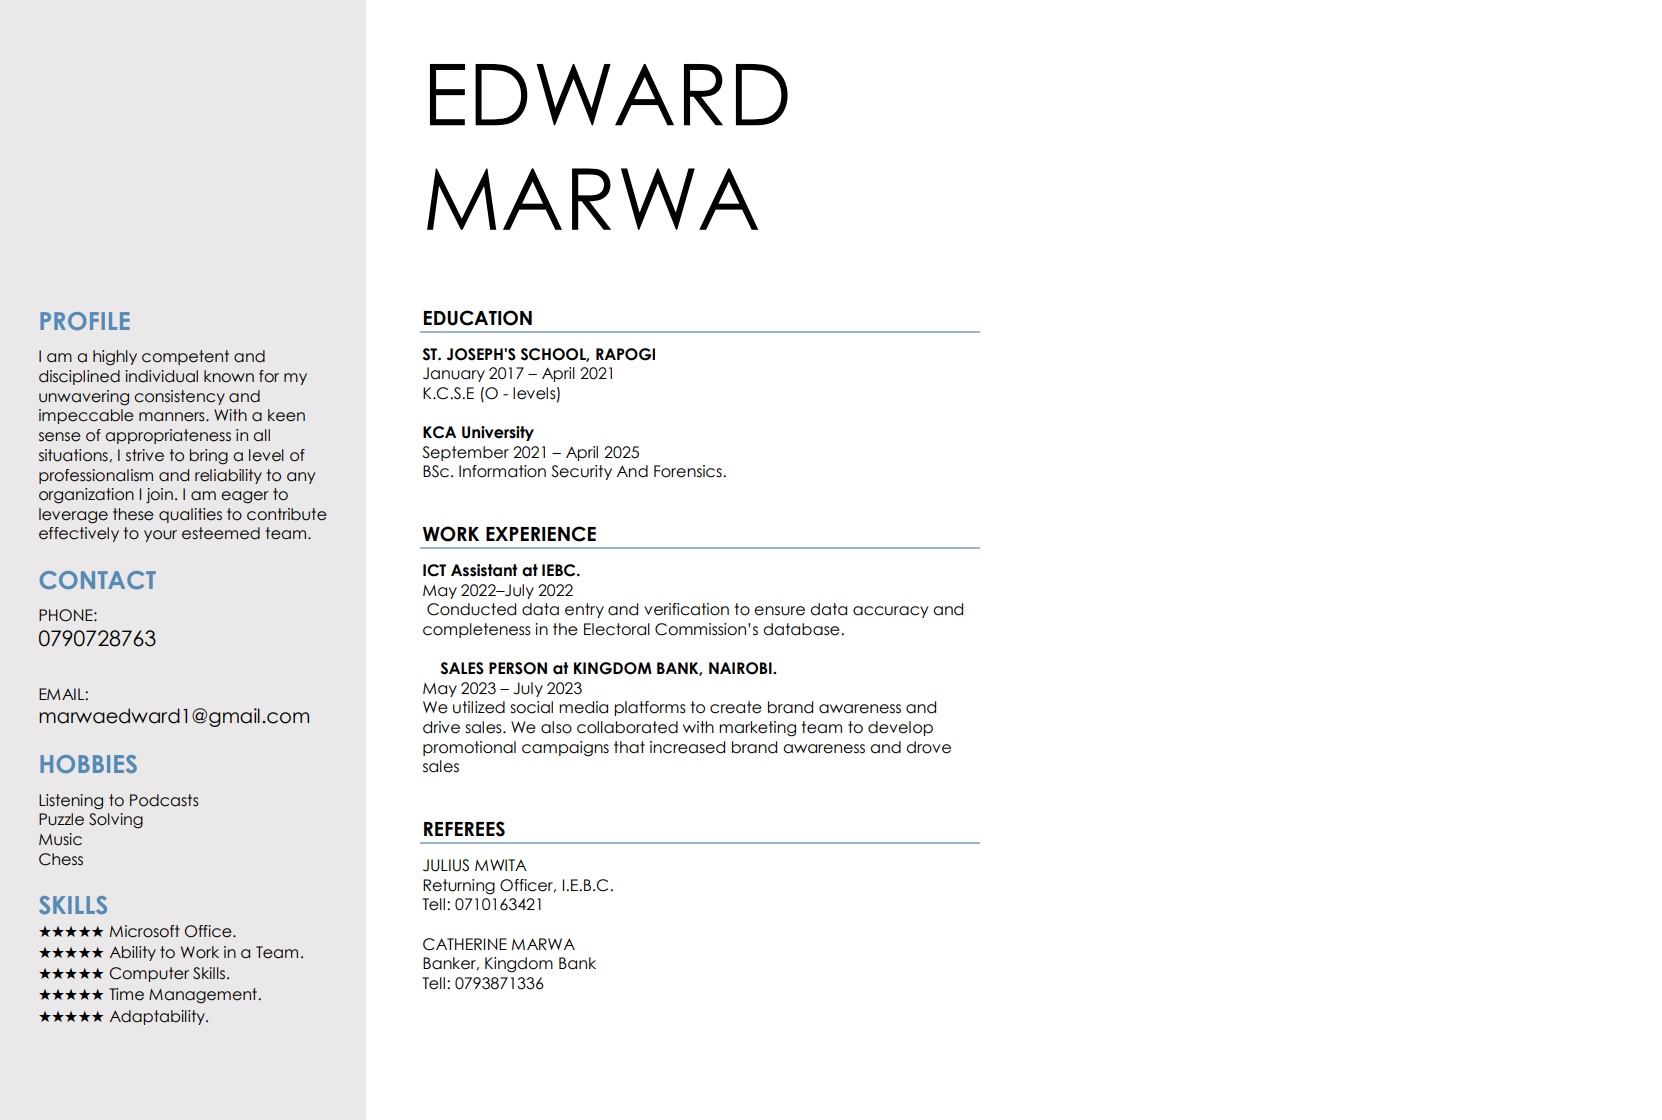 EDWARD
MARWA
PROFILE
I am a highly competent and
disciplined individual known for my
unwavering consistency and
impeccable manners. With a keen
sense of appropriateness in all
situations, I strive to bring a level of
professionalism and reliability to any
organization I join. I am eager to
leverage these qualities to contribute
effectively to your esteemed team.
CONTACT
PHONE:
0790728763
EMAIL:
marwaedward1@gmail.com
HOBBIES
Listening to Podcasts
Puzzle Solving
Music
Chess
SKILLS
★★★★★ Microsoft Office.
★★★★★ Ability to Work in a Team.
★★★★★ Computer Skills.
★★★★★ Time Management.
★★★★★ Adaptability.
EDUCATION
ST. JOSEPH'S SCHOOL, RAPOGI
January 2017 – April 2021
K.C.S.E (O - levels)
KCA University
September 2021 – April 2025
BSc. Information Security And Forensics.
WORK EXPERIENCE
ICT Assistant at IEBC.
May 2022–July 2022
Conducted data entry and verification to ensure data accuracy and
completeness in the Electoral Commission’s database.
SALES PERSON at KINGDOM BANK, NAIROBI.
May 2023 – July 2023
We utilized social media platforms to create brand awareness and
drive sales. We also collaborated with marketing team to develop
promotional campaigns that increased brand awareness and drove
sales
REFEREES
JULIUS MWITA
Returning Officer, I.E.B.C.
Tell: 0710163421
CATHERINE MARWA
Banker, Kingdom Bank
Tell: 0793871336